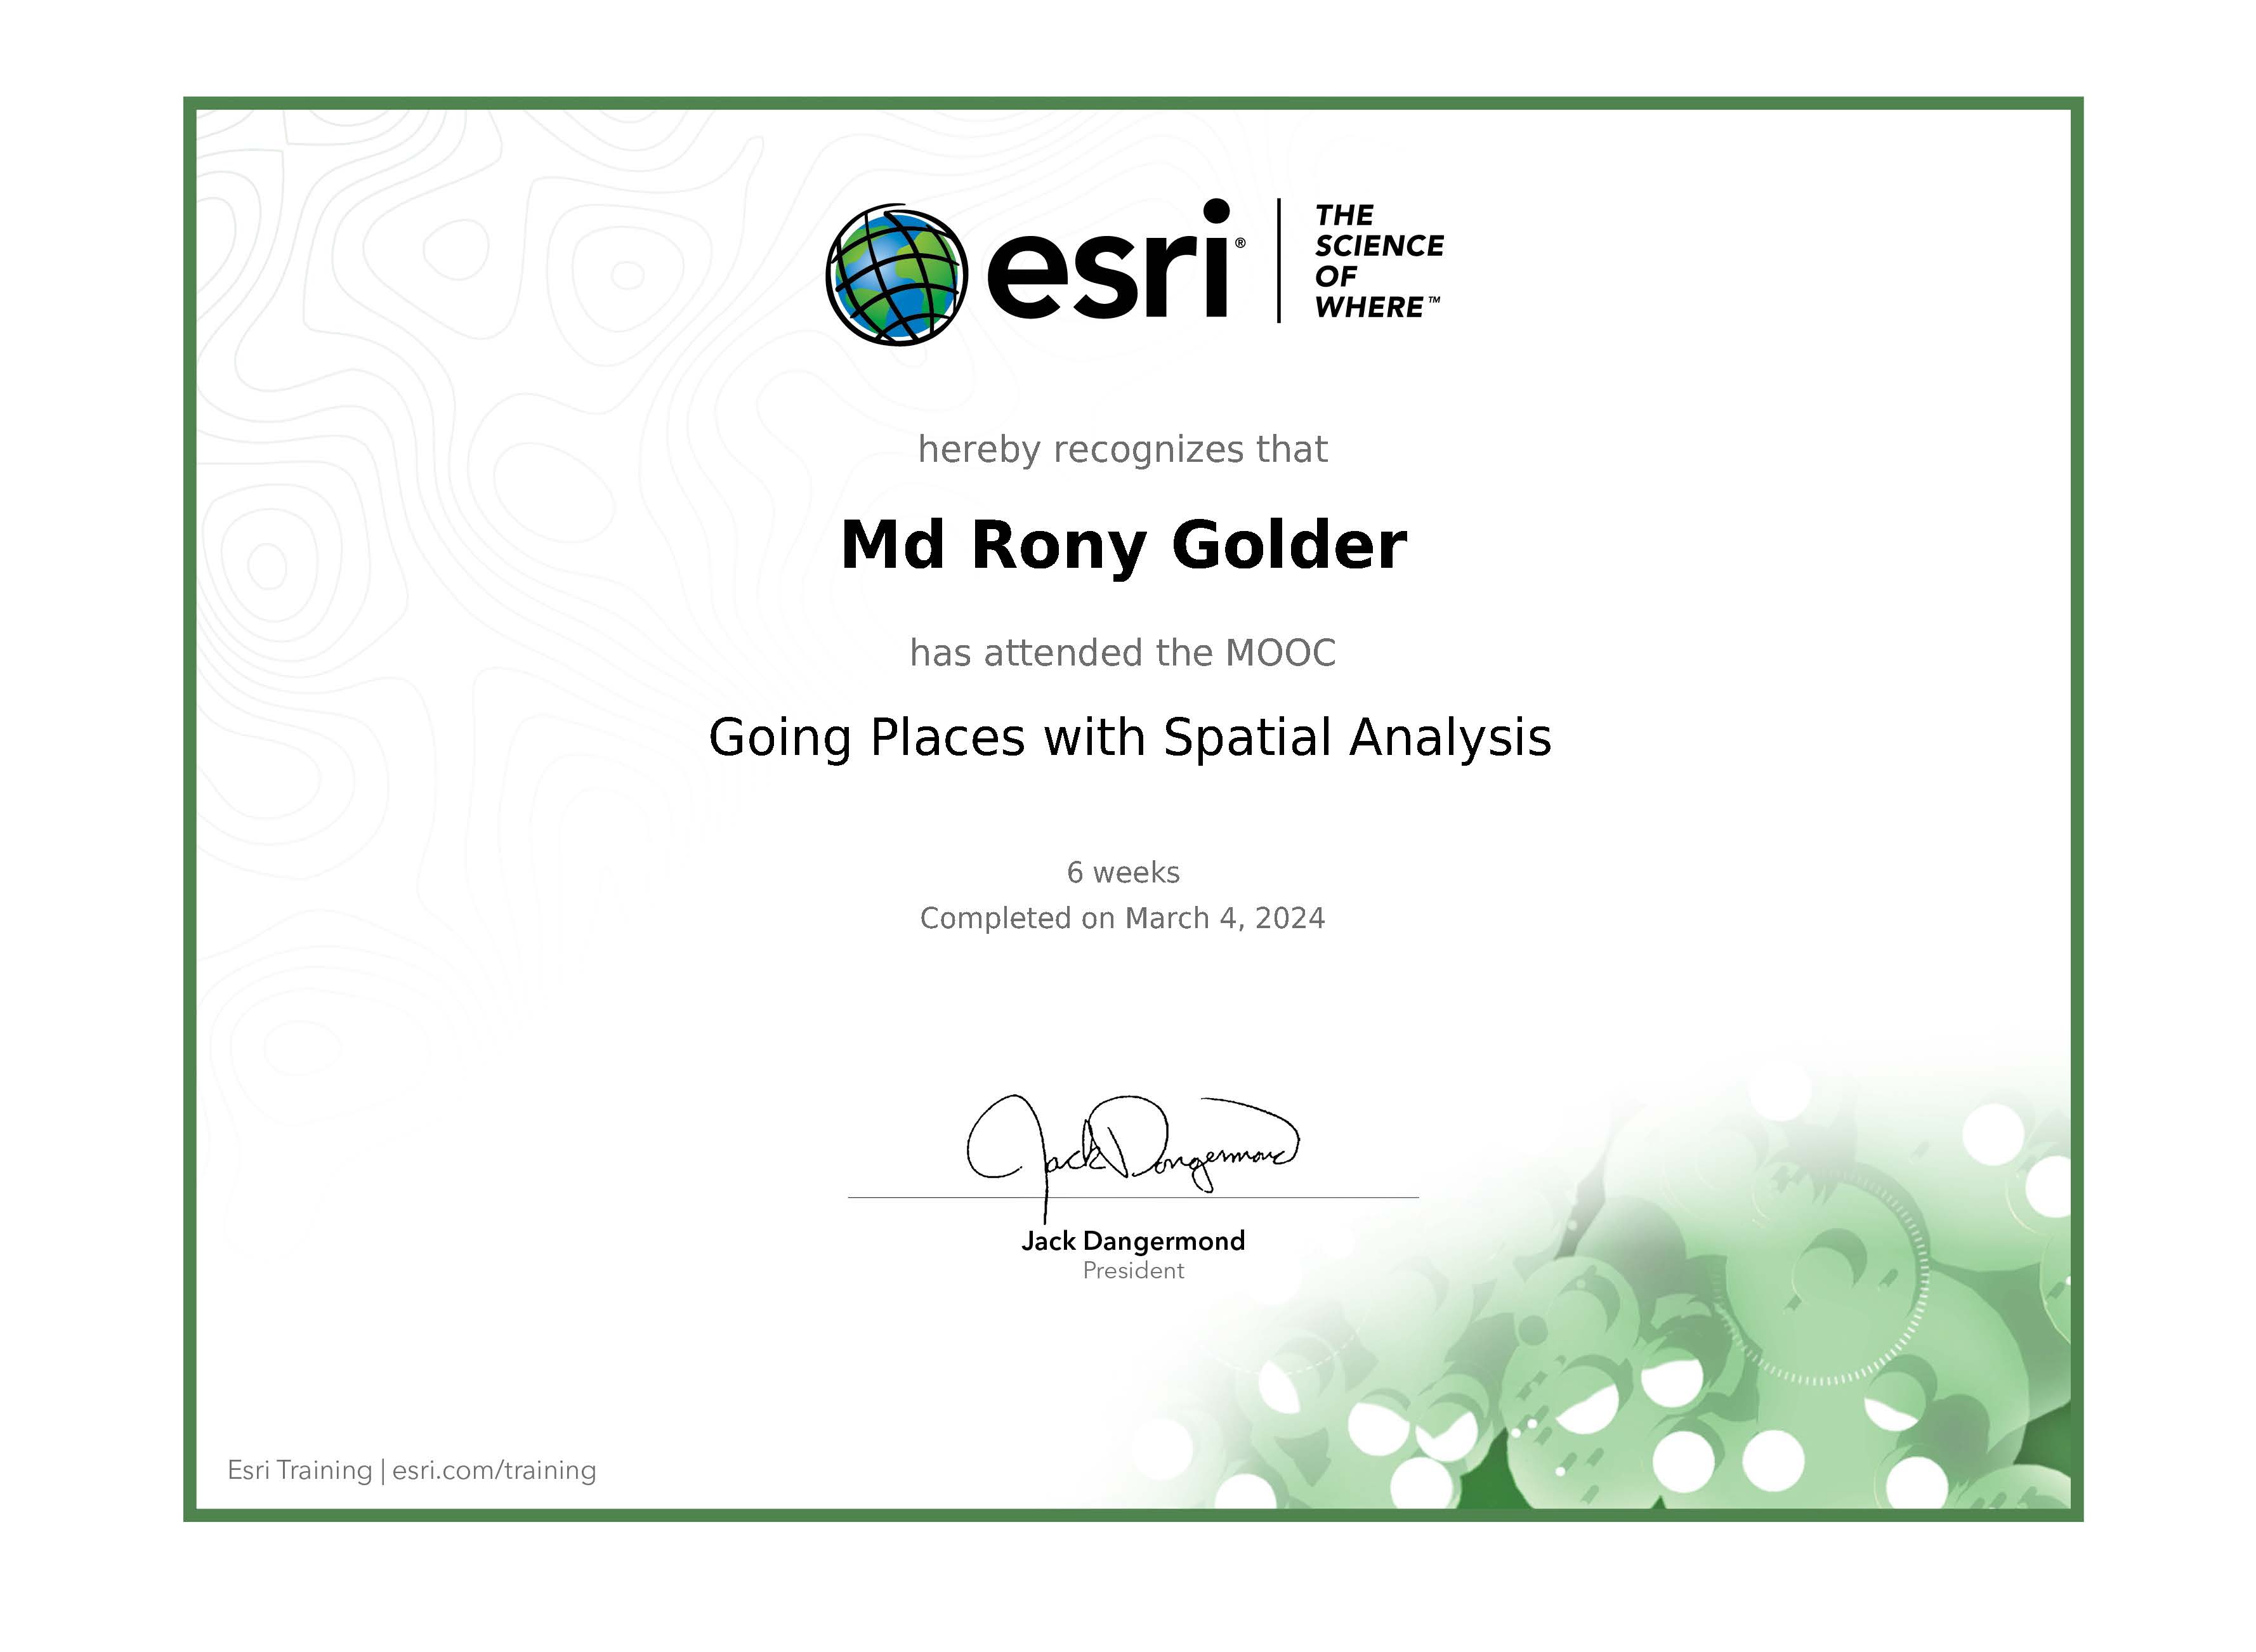 esri®
THE
SCIENCE
OF
WHERE™
hereby recognizes that
Md Rony Golder
has attended the MOOC
Going Places with Spatial Analysis
6 weeks
Completed on March 4, 2024
Jack Dangermond
Jack Dangermond
President
Esri Training | esri.com/training